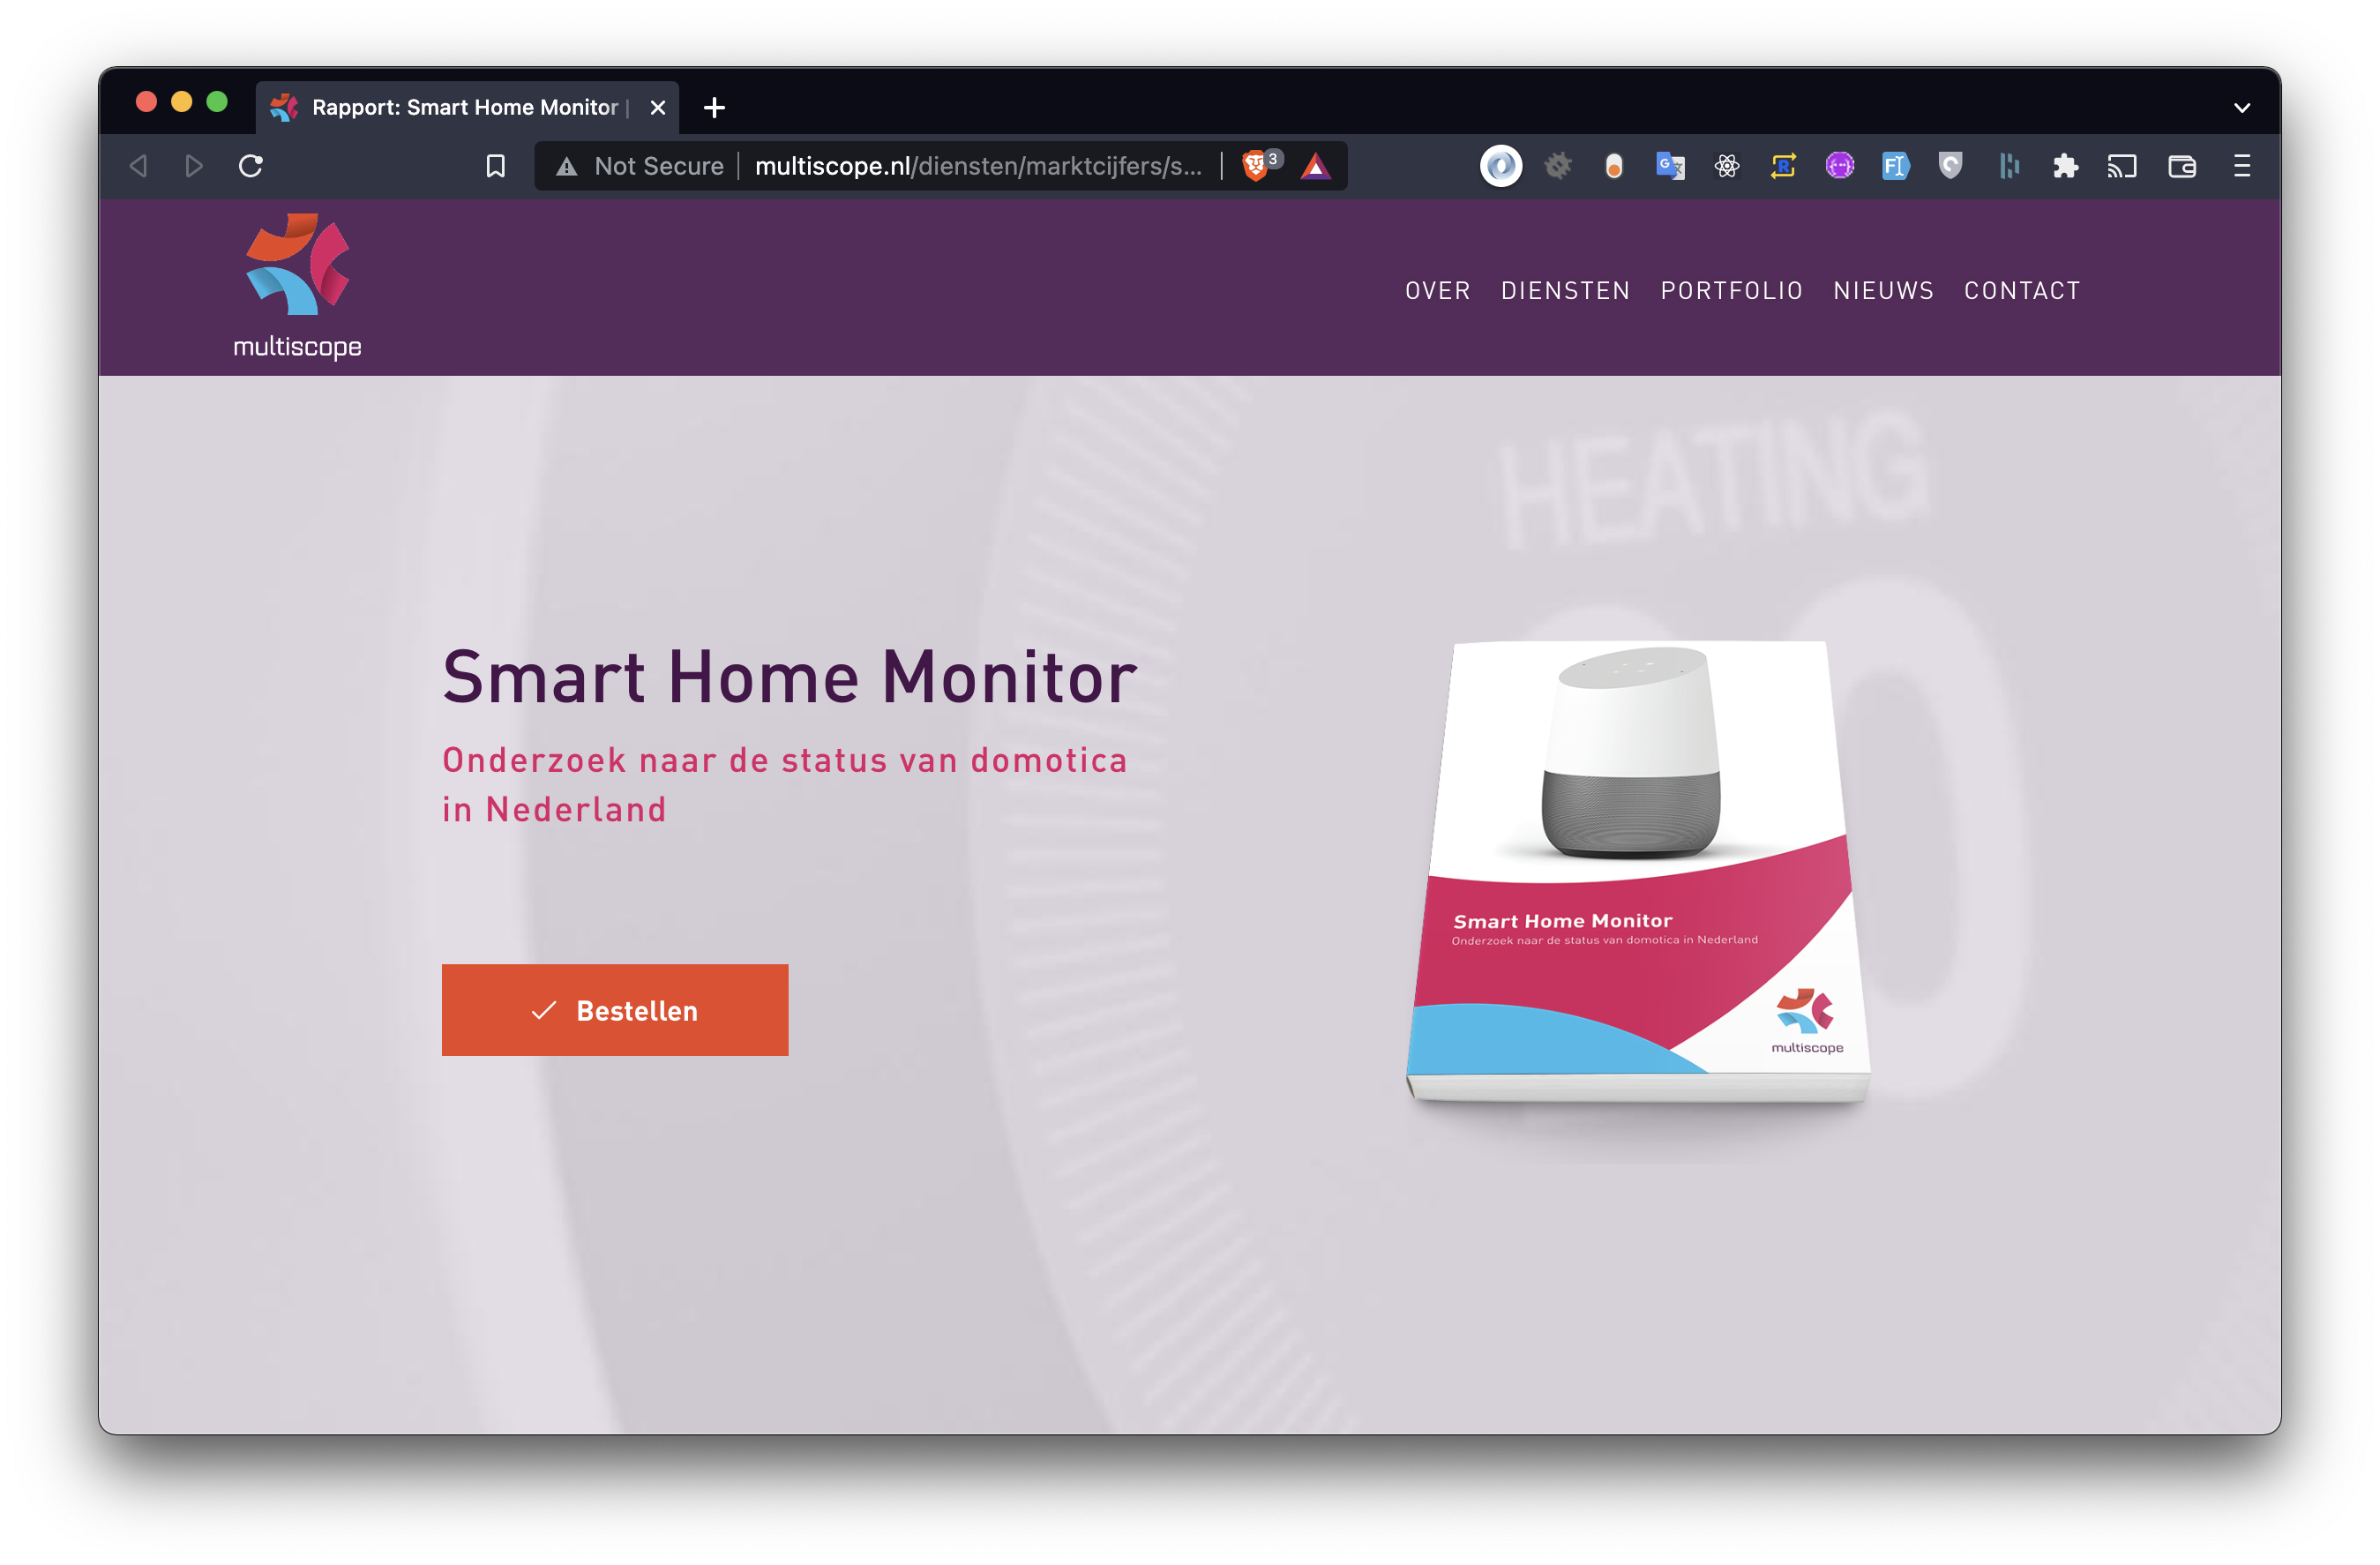 Rapport: Smart Home Monitor |
Not Secure
multiscope.nl/diensten/marktcijfers/s...
3
multiscope
OVER DIENSTEN PORTFOLIO NIEUWS CONTACT
HEATING
Smart Home Monitor
Onderzoek naar de status van domotica
in Nederland
Bestellen
Smart Home Monitor
Onderzoek naar de status van domotica in Nederland
multiscope